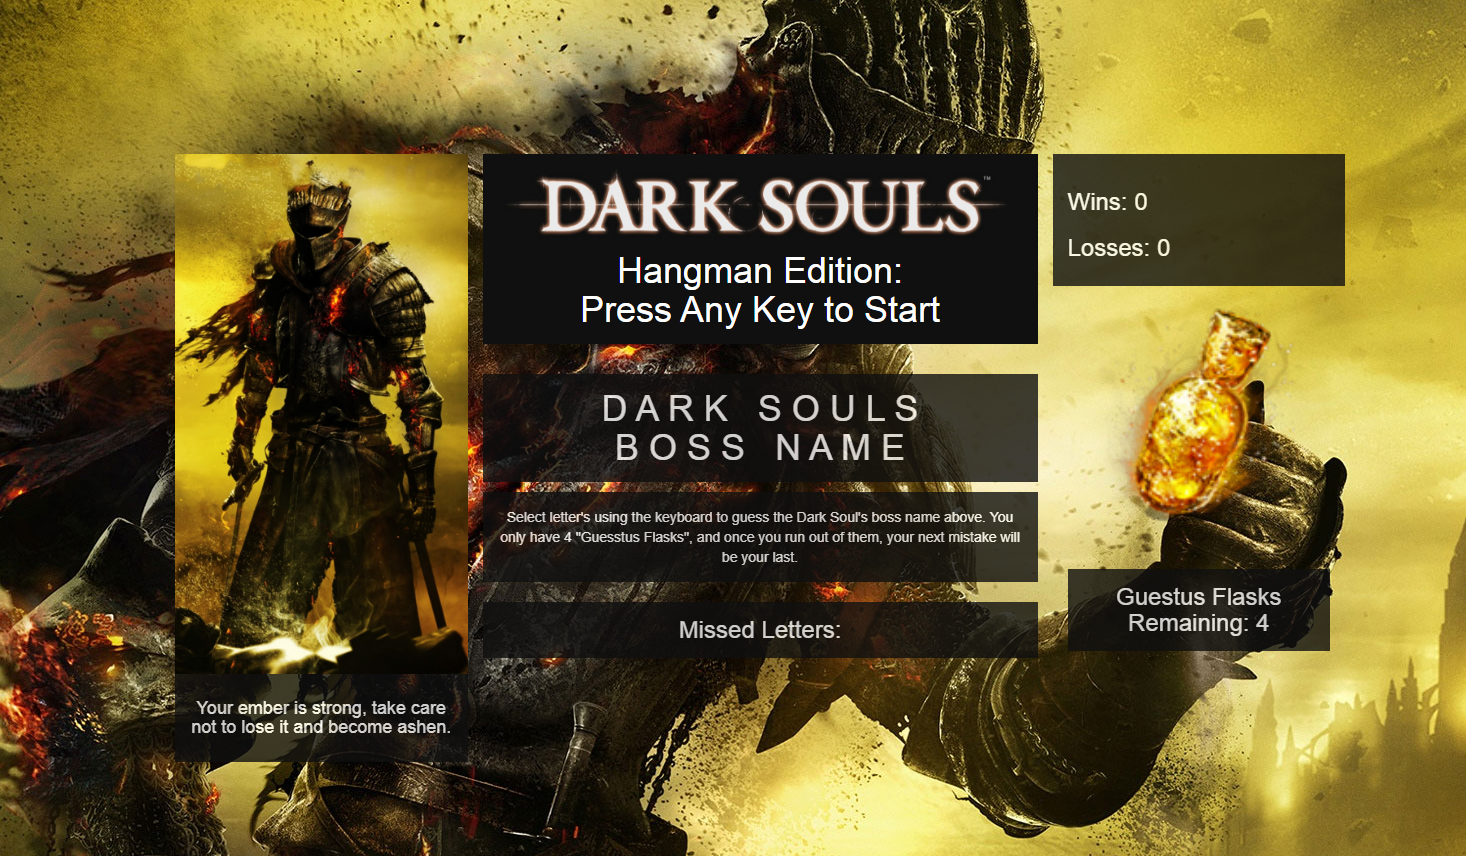 DARK SOULS™
Hangman Edition:
Press Any Key to Start
DARK SOULS
BOSS NAME
Select letter's using the keyboard to guess the Dark Soul's boss name above. You
only have 4 "Guesstus Flasks", and once you run out of them, your next mistake will
be your last.
Missed Letters:
Your ember is strong, take care
not to lose it and become ashen.
Wins: 0
Losses: 0
Guestus Flasks
Remaining: 4